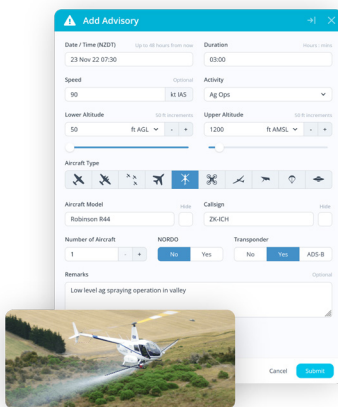 Add Advisory
Date / Time (NZDT) Up to 48 hours from now Duration Hours : mins
23 Nov 22 07:30 03:00
Speed Optional Activity
90 kt IAS Ag Ops
Lower Altitude 50 ft increments Upper Altitude 50 ft increments
50 ft AGL - + 1200 ft AMSL - +
Aircraft Type
Aircraft Model Hide Callsign Hide
Robinson R44 ZK-ICH
Number of Aircraft NORDO Transponder
1 - + No Yes No Yes ADS-B
Remarks Optional
Low level ag spraying operation in valley
Cancel Submit